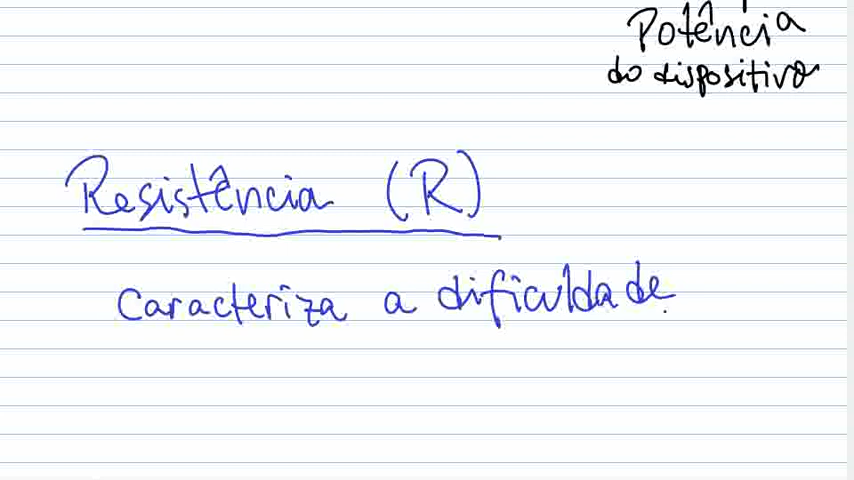 Potência
do dispositivo
Resistência (R)
Caracteriza a dificuldade